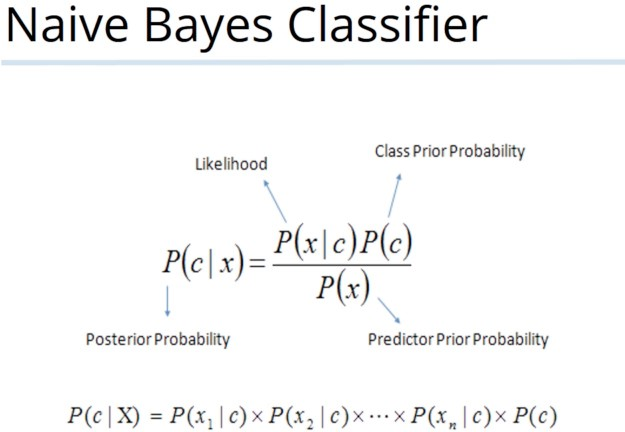 Naive Bayes Classifier
Likelihood
Class Prior Probability
P(c|x)= P(x|c)P(c)
P(x)
Posterior Probability
Predictor Prior Probability
P(c|X) = P(x₁|c)×P(x₂|c)×⋯×P(xₙ|c)×P(c)